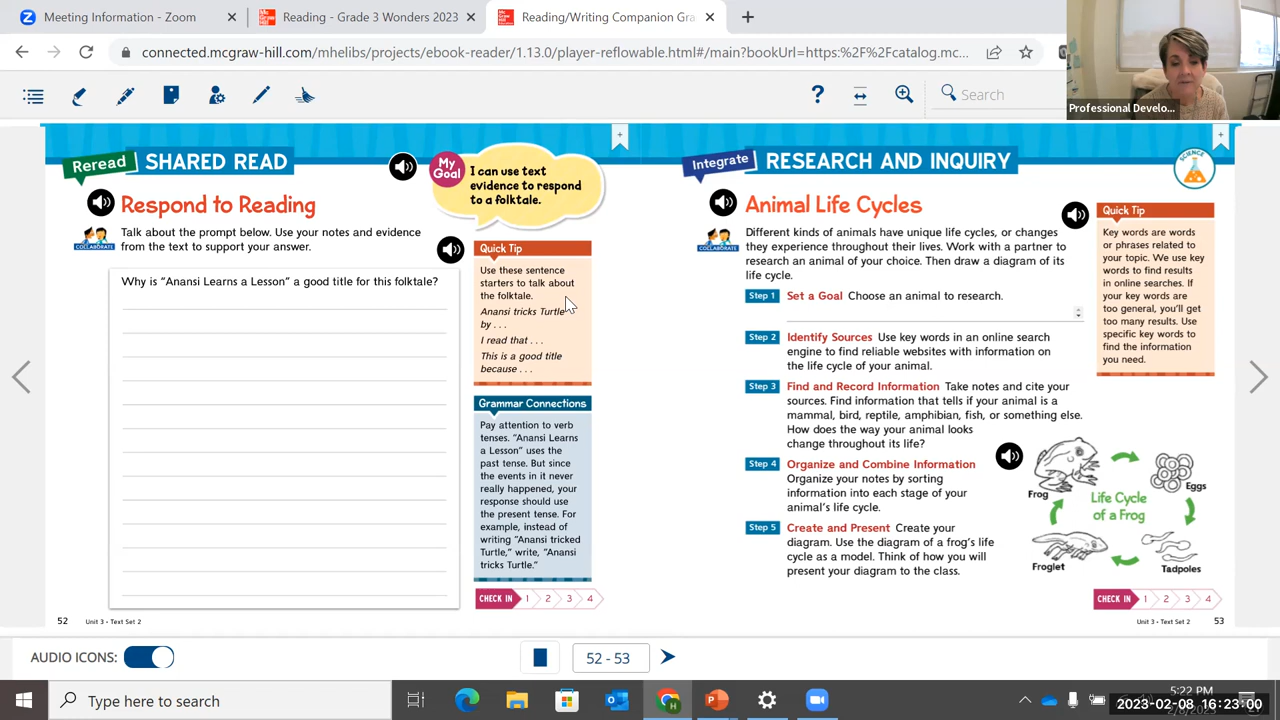 Meeting Information - Zoom
Reading - Grade 3 Wonders 2023
Reading/Writing Companion Gra
connected.mcgraw-hill.com/mhelibs/projects/ebook-reader/1.13.0/player-reflowable.html#/main?bookUrl=https:%2F%2Fcatalog.mc...
Search
Professional Develo...
Reread SHARED READ
My Goal
I can use text
evidence to respond
to a folktale.
Respond to Reading
COLLABORATE
Talk about the prompt below. Use your notes and evidence
from the text to support your answer.
Why is "Anansi Learns a Lesson" a good title for this folktale?
Quick Tip
Use these sentence
starters to talk about
the folktale.
Anansi tricks Turtle
by . . .
I read that . . .
This is a good title
because . . .
Grammar Connections
Pay attention to verb
tenses. "Anansi Learns
a Lesson" uses the
past tense. But since
the events in it never
really happened, your
response should use
the present tense. For
example, instead of
writing "Anansi tricked
Turtle," write, "Anansi
tricks Turtle."
CHECK IN 1 2 3 4
52 Unit 3 • Text Set 2
Integrate RESEARCH AND INQUIRY
SCIENCE
Animal Life Cycles
COLLABORATE
Different kinds of animals have unique life cycles, or changes
they experience throughout their lives. Work with a partner to
research an animal of your choice. Then draw a diagram of its
life cycle.
Step 1 Set a Goal Choose an animal to research.
Step 2 Identify Sources Use key words in an online search
engine to find reliable websites with information on
the life cycle of your animal.
Step 3 Find and Record Information Take notes and cite your
sources. Find information that tells if your animal is a
mammal, bird, reptile, amphibian, fish, or something else.
How does the way your animal looks
change throughout its life?
Step 4 Organize and Combine Information
Organize your notes by sorting
information into each stage of your
animal's life cycle.
Step 5 Create and Present Create your
diagram. Use the diagram of a frog's life
cycle as a model. Think of how you will
present your diagram to the class.
Quick Tip
Key words are words
or phrases related to
your topic. We use key
words to find results
in online searches. If
your key words are
too general, you'll get
too many results. Use
specific key words to
find the information
you need.
Frog
Eggs
Life Cycle
of a Frog
Froglet
Tadpoles
CHECK IN 1 2 3 4
Unit 3 • Text Set 2 53
AUDIO ICONS:
52 - 53
Type here to search
5:22 PM
2023-02-08 16:23:00